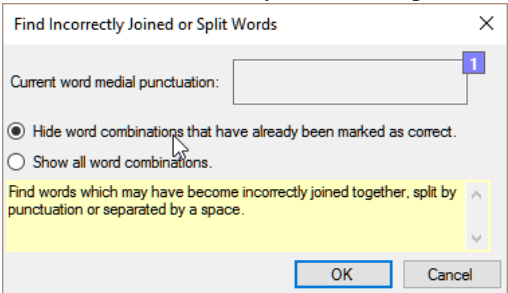 Find Incorrectly Joined or Split Words
1
Current word medial punctuation:
Hide word combinations that have already been marked as correct.
Show all word combinations.
Find words which may have become incorrectly joined together, split by
punctuation or separated by a space.
OK Cancel